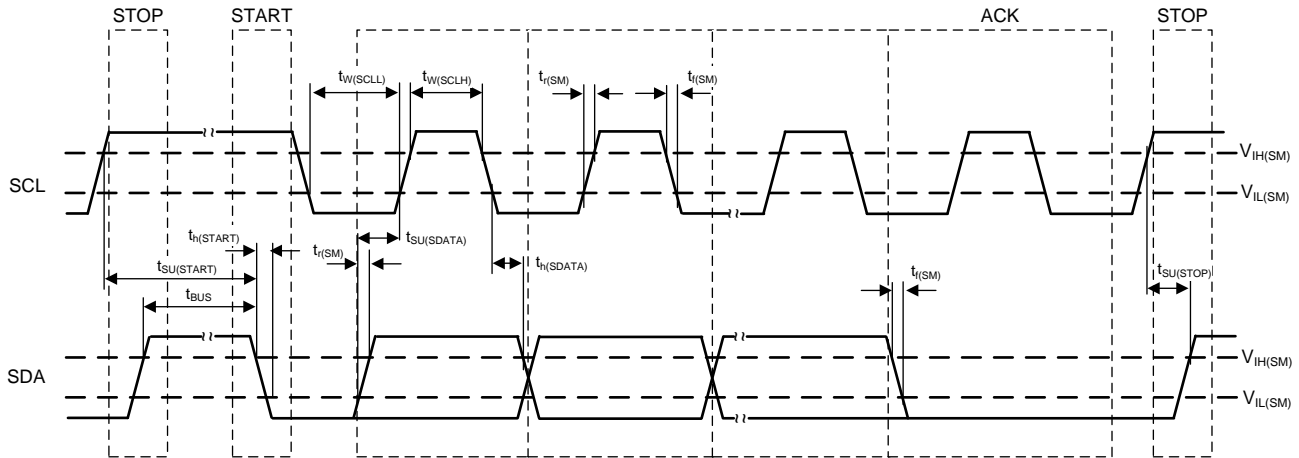 STOP START ACK STOP
tW(SCLL) tW(SCLH) tr(SM) tf(SM)
VIH(SM)
SCL
VIL(SM)
th(START) tr(SM) tSU(SDATA)
tSU(START) th(SDATA) tf(SM) tSU(STOP)
tBUS
VIH(SM)
SDA
VIL(SM)